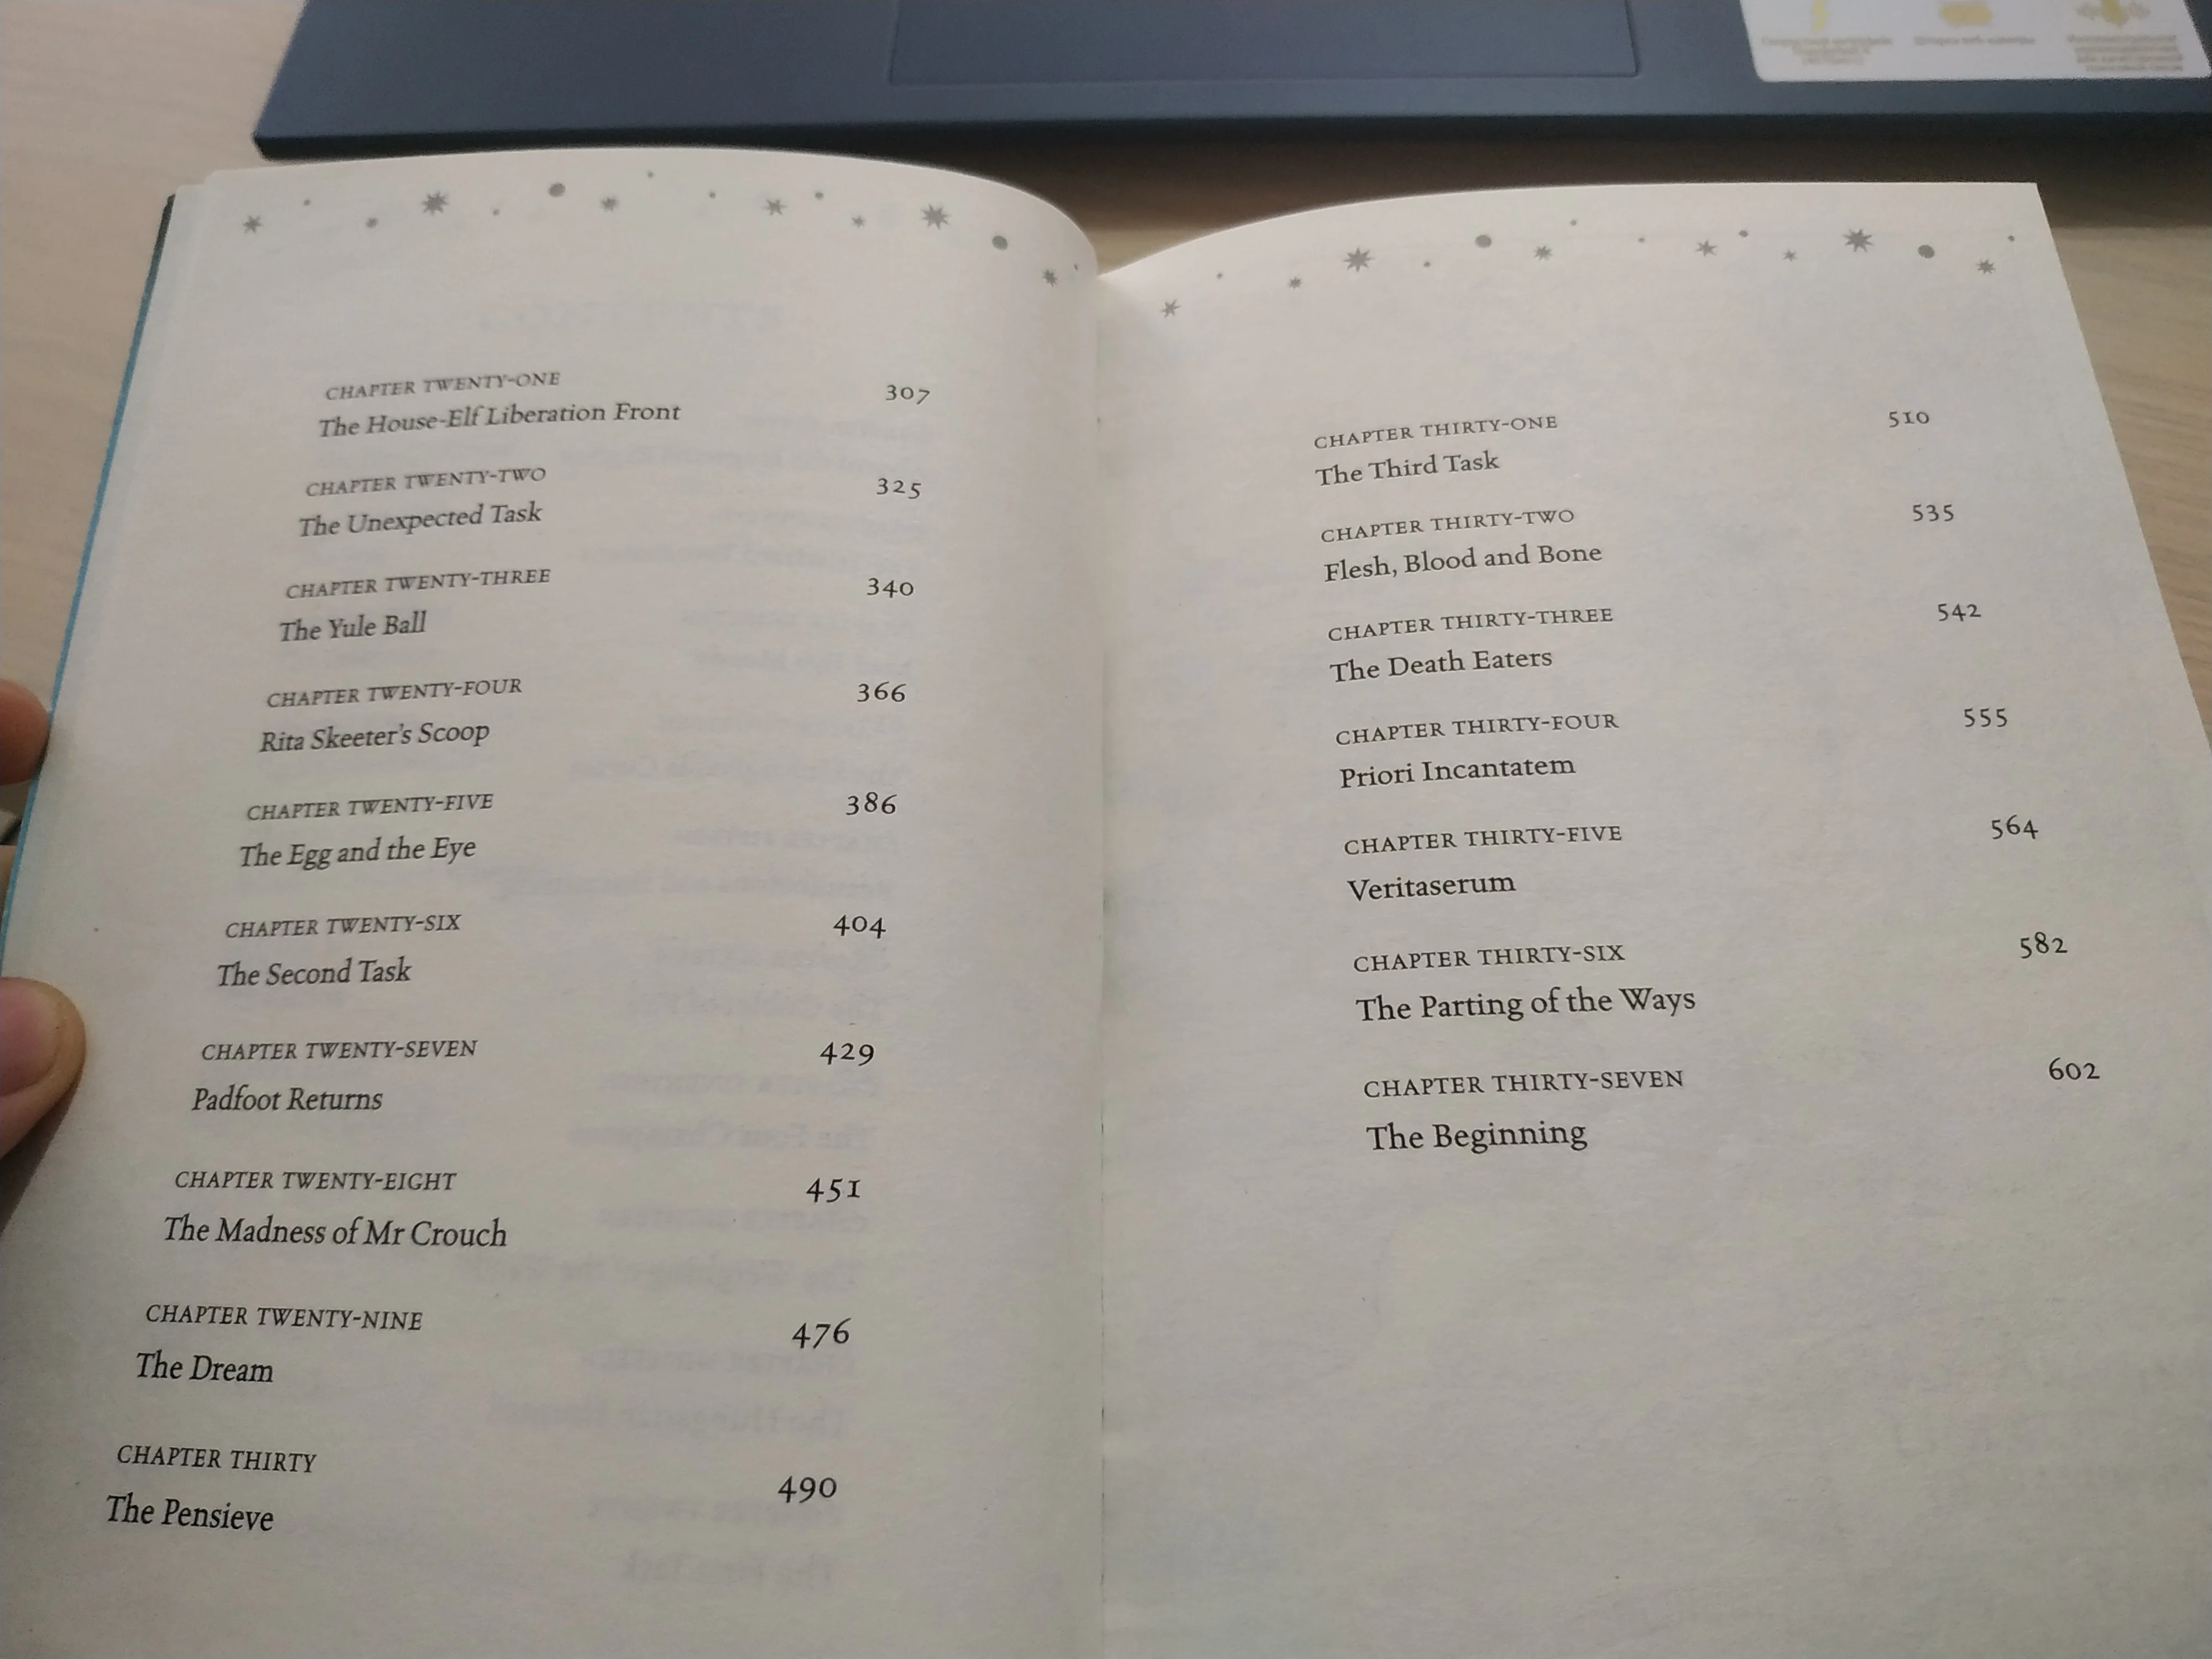 CHAPTER TWENTY-ONE 307
The House-Elf Liberation Front
CHAPTER TWENTY-TWO 325
The Unexpected Task
CHAPTER TWENTY-THREE 340
The Yule Ball
CHAPTER TWENTY-FOUR 366
Rita Skeeter's Scoop
CHAPTER TWENTY-FIVE 386
The Egg and the Eye
CHAPTER TWENTY-SIX 404
The Second Task
CHAPTER TWENTY-SEVEN 429
Padfoot Returns
CHAPTER TWENTY-EIGHT 451
The Madness of Mr Crouch
CHAPTER TWENTY-NINE 476
The Dream
CHAPTER THIRTY 490
The Pensieve
CHAPTER THIRTY-ONE 510
The Third Task
CHAPTER THIRTY-TWO 535
Flesh, Blood and Bone
CHAPTER THIRTY-THREE 542
The Death Eaters
CHAPTER THIRTY-FOUR 555
Priori Incantatem
CHAPTER THIRTY-FIVE 564
Veritaserum
CHAPTER THIRTY-SIX 582
The Parting of the Ways
CHAPTER THIRTY-SEVEN 602
The Beginning